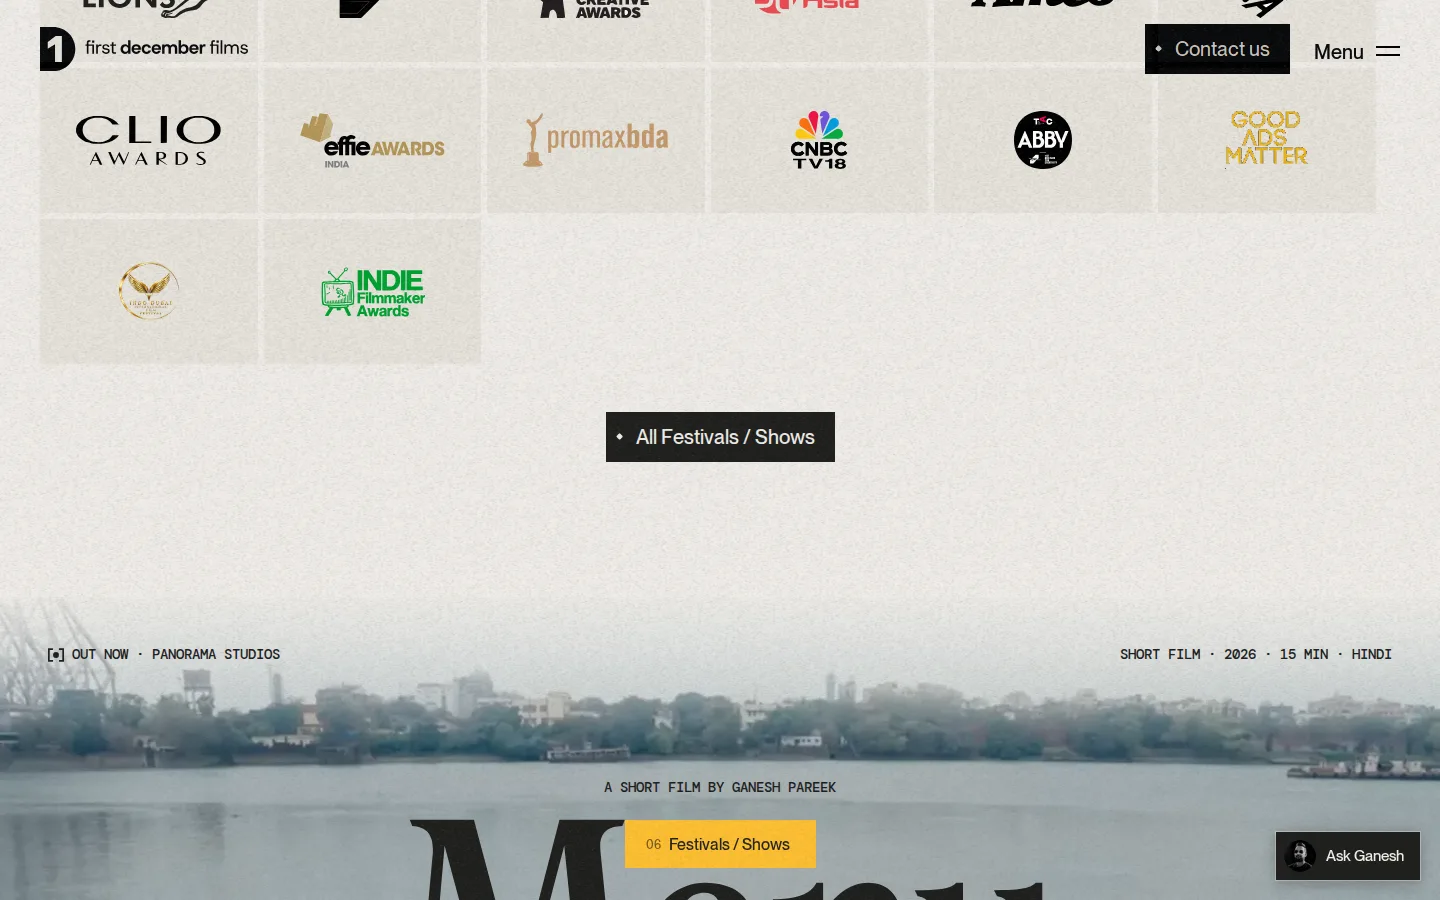 LIONS
CREATIVE
AWARDS
Asia
first december films
Contact us
Menu
CLIO
AWARDS
effie AWARDS
INDIA
promaxbda
CNBC
TV18
ABBY
GOOD
ADS
MATTER
INDIE
Filmmaker
Awards
All Festivals / Shows
OUT NOW · PANORAMA STUDIOS
SHORT FILM · 2026 · 15 MIN · HINDI
A SHORT FILM BY GANESH PAREEK
06 Festivals / Shows
Ask Ganesh